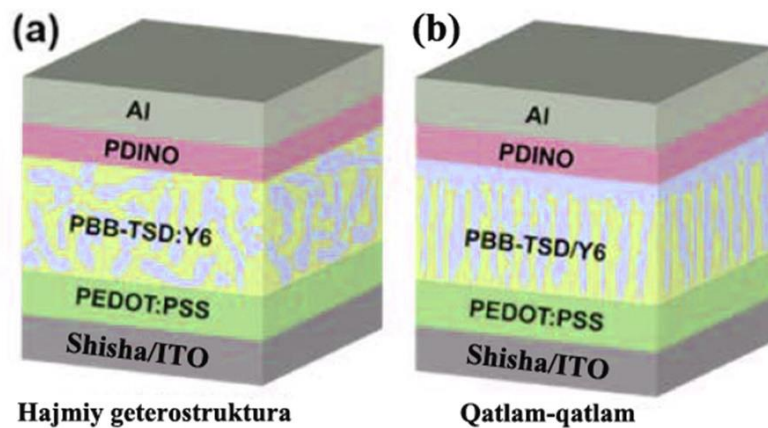 (a)
Al
PDINO
PBB-TSD:Y6
PEDOT:PSS
Shisha/ITO
Hajmiy geterostruktura
(b)
Al
PDINO
PBB-TSD/Y6
PEDOT:PSS
Shisha/ITO
Qatlam-qatlam